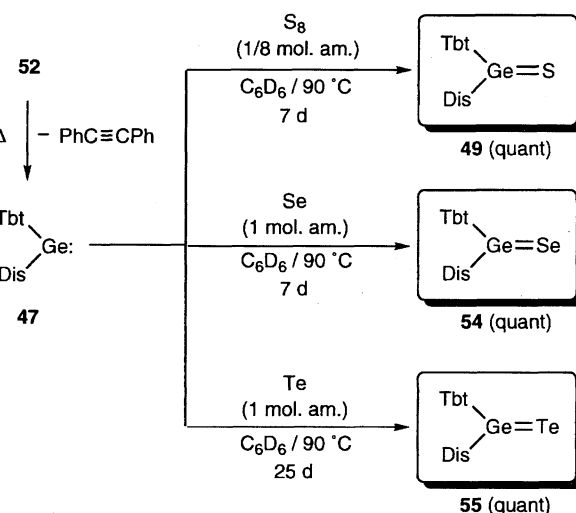 52
Δ
− PhC≡CPh
Tbt
Ge:
Dis
47
S8
(1/8 mol. am.)
C6D6 / 90 ˚C
7 d
Tbt
Ge=S
Dis
49 (quant)
Se
(1 mol. am.)
C6D6 / 90 ˚C
7 d
Tbt
Ge=Se
Dis
54 (quant)
Te
(1 mol. am.)
C6D6 / 90 ˚C
25 d
Tbt
Ge=Te
Dis
55 (quant)